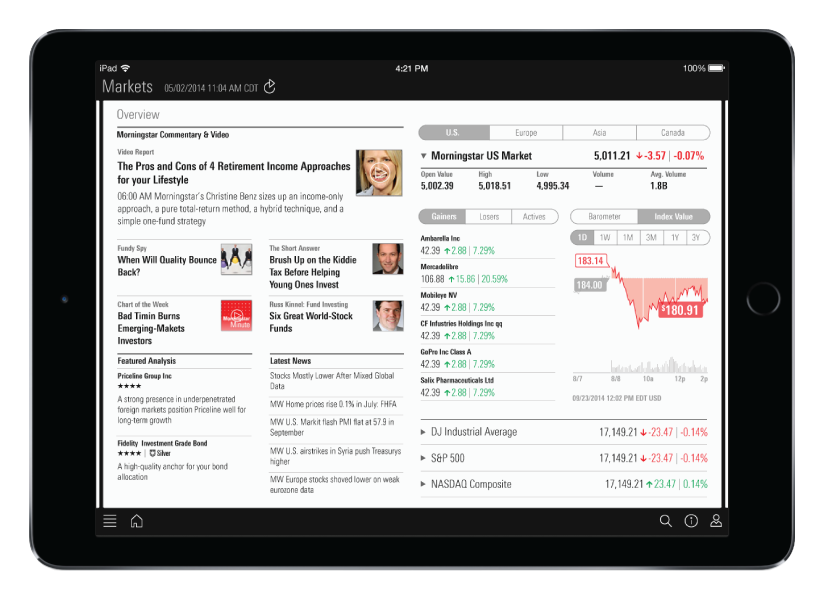 iPad
4:21 PM
100%
Markets 05/02/2014 11:04 AM CDT
Overview
Morningstar Commentary & Video
Video Report
The Pros and Cons of 4 Retirement Income Approaches
for your Lifestyle
06:00 AM Morningstar's Christine Benz sizes up an income-only
approach, a pure total-return method, a hybrid technique, and a
simple one-fund strategy
Fundy Spy
When Will Quality Bounce
Back?
The Short Answer
Brush Up on the Kiddie
Tax Before Helping
Young Ones Invest
Chart of the Week
Bad Timin Burns
Emerging-Makets
Investors
Morningstar
Minute
Russ Kinnel: Fund Investing
Six Great World-Stock
Funds
Featured Analysis
Priceline Group Inc
★★★★
A strong presence in underpenetrated
foreign markets position Priceline well for
long-term growth
Fidelity Investment Grade Bond
★★★★ | Silver
A high-quality anchor for your bond
allocation
Latest News
Stocks Mostly Lower After Mixed Global
Data
MW Home prices rise 0.1% in July: FHFA
MW U.S. Markit flash PMI flat at 57.9 in
September
MW U.S. airstrikes in Syria push Treasurys
higher
MW Europe stocks shoved lower on weak
eurozone data
U.S. Europe Asia Canada
▼ Morningstar US Market 5,011.21 ↓-3.57 | -0.07%
Open Value High Low Volume Avg. Volume
5,002.39 5,018.51 4,995.34 — 1.8B
Gainers Losers Actives
Ambarella Inc
42.39 ↑2.88 | 7.29%
Mercadolibre
106.88 ↑15.86 | 20.59%
Mobileye NV
42.39 ↑2.88 | 7.29%
CF Infustries Holdings Inc qq
42.39 ↑2.88 | 7.29%
GoPro Inc Class A
42.39 ↑2.88 | 7.29%
Salix Pharmaceuticals Ltd
42.39 ↑2.88 | 7.29%
Barometer Index Value
1D 1W 1M 3M 1Y 3Y
183.14
184.00
180.91
8/7 8/8 10a 12p 2p
09/23/2014 12:02 PM EDT USD
▶ DJ Industrial Average 17,149.21 ↓-23.47 | -0.14%
▶ S&P 500 17,149.21 ↓-23.47 | -0.14%
▶ NASDAQ Composite 17,149.21 ↑23.47 | 0.14%